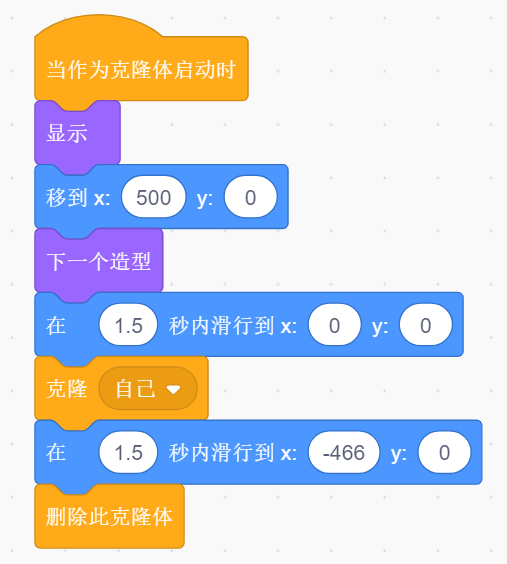 当作为克隆体启动时
显示
移到 x: 500 y: 0
下一个造型
在 1.5 秒内滑行到 x: 0 y: 0
克隆 自己
在 1.5 秒内滑行到 x: -466 y: 0
删除此克隆体